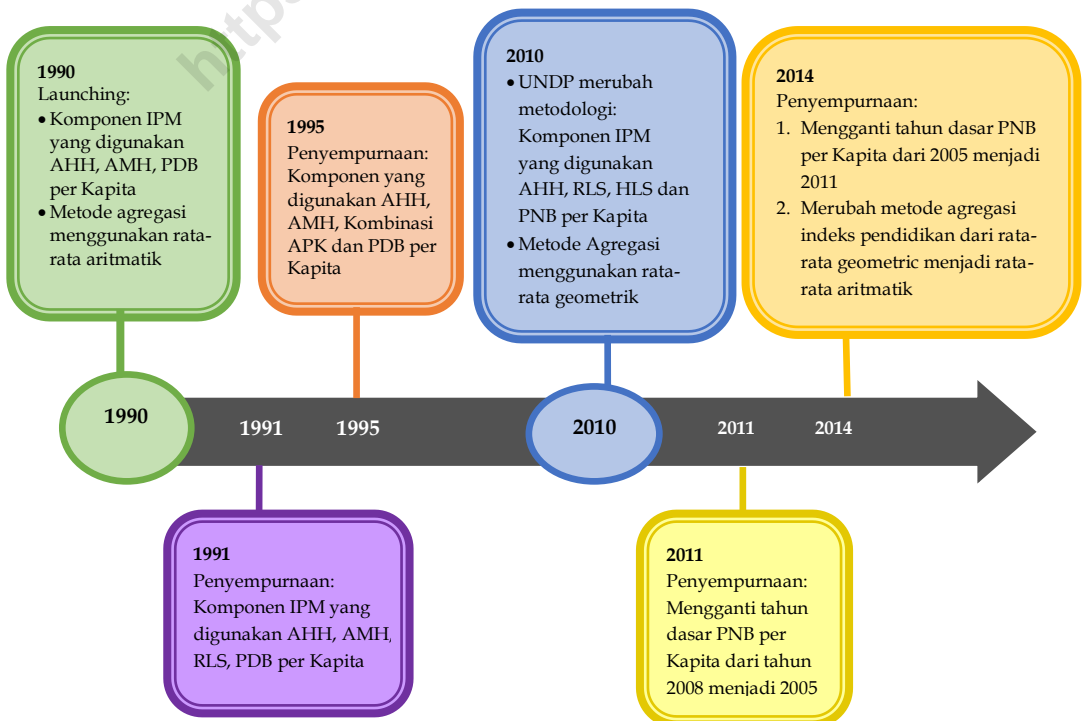 1990
Launching:
• Komponen IPM
yang digunakan
AHH, AMH, PDB
per Kapita
• Metode agregasi
menggunakan rata-
rata aritmatik
1995
Penyempurnaan:
Komponen yang
digunakan AHH,
AMH, Kombinasi
APK dan PDB per
Kapita
2010
• UNDP merubah
metodologi:
Komponen IPM
yang digunakan
AHH, RLS, HLS dan
PNB per Kapita
• Metode Agregasi
menggunakan rata-
rata geometrik
2014
Penyempurnaan:
1. Mengganti tahun dasar PNB
per Kapita dari 2005 menjadi
2011
2. Merubah metode agregasi
indeks pendidikan dari rata-
rata geometric menjadi rata-
rata aritmatik
1990 1991 1995 2010 2011 2014
1991
Penyempurnaan:
Komponen IPM yang
digunakan AHH, AMH,
RLS, PDB per Kapita
2011
Penyempurnaan:
Mengganti tahun
dasar PNB per
Kapita dari tahun
2008 menjadi 2005